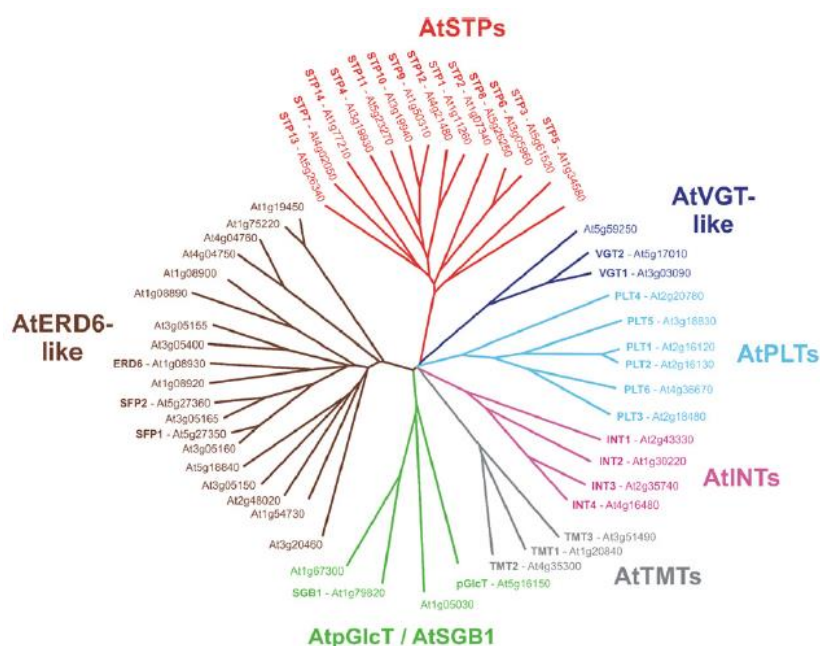 AtSTPs
STP13 - At5g26340
STP7 - At4g02050
STP14 - At1g77210
STP4 - At3g19930
STP11 - At5g23270
STP10 - At3g19940
STP9 - At1g50310
STP12 - At4g21480
STP1 - At1g11260
STP2 - At1g07340
STP8 - At5g26250
STP6 - At3g05960
STP3 - At5g61520
STP5 - At1g34580
AtVGT-
like
At5g59250
VGT2 - At5g17010
VGT1 - At3g03090
AtPLTs
PLT4 - At2g20780
PLT5 - At3g18830
PLT1 - At2g16120
PLT2 - At2g16130
PLT6 - At4g36670
PLT3 - At2g18480
AtINTs
INT1 - At2g43330
INT2 - At1g30220
INT3 - At2g35740
INT4 - At4g16480
AtTMTs
TMT3 - At3g51490
TMT1 - At1g20840
TMT2 - At4g35300
AtpGlcT / AtSGB1
pGlcT - At5g16150
At1g05030
SGB1 - At1g79820
At1g67300
AtERD6-
like
At1g19450
At1g75220
At4g04760
At4g04750
At1g08900
At1g08890
At3g05155
At3g05400
ERD6 - At1g08930
At1g08920
SFP2 - At5g27360
At3g05165
SFP1 - At5g27350
At3g05160
At5g18840
At3g05150
At2g48020
At1g54730
At3g20460